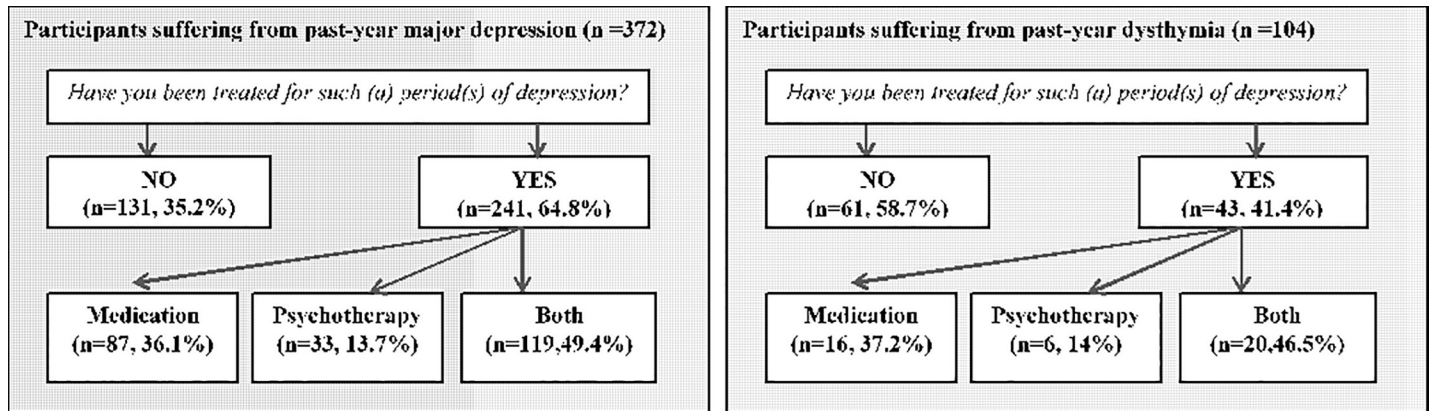 Participants suffering from past-year major depression (n =372)
Have you been treated for such (a) period(s) of depression?
NO
(n=131, 35.2%)
YES
(n=241, 64.8%)
Medication
(n=87, 36.1%)
Psychotherapy
(n=33, 13.7%)
Both
(n=119,49.4%)
Participants suffering from past-year dysthymia (n =104)
Have you been treated for such (a) period(s) of depression?
NO
(n=61, 58.7%)
YES
(n=43, 41.4%)
Medication
(n=16, 37.2%)
Psychotherapy
(n=6, 14%)
Both
(n=20,46.5%)